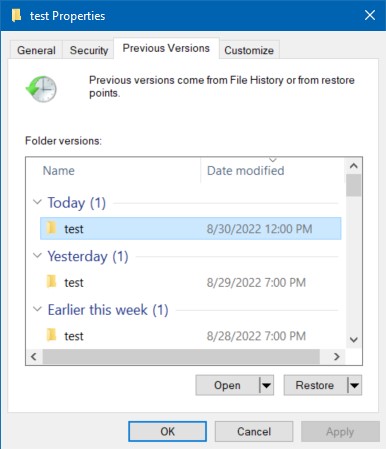 test Properties
General Security Previous Versions Customize
Previous versions come from File History or from restore
points.
Folder versions:
Name Date modified
Today (1)
test 8/30/2022 12:00 PM
Yesterday (1)
test 8/29/2022 7:00 PM
Earlier this week (1)
test 8/28/2022 7:00 PM
Open Restore
OK Cancel Apply